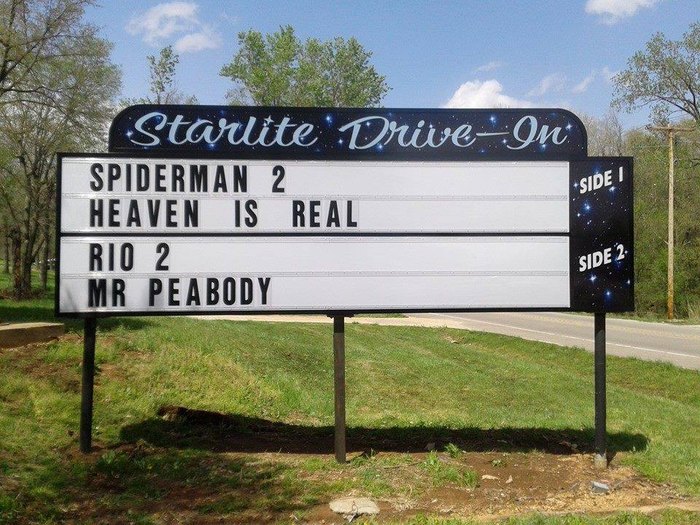 Starlite Drive-In
SPIDERMAN 2
HEAVEN IS REAL
SIDE 1
RIO 2
MR PEABODY
SIDE 2